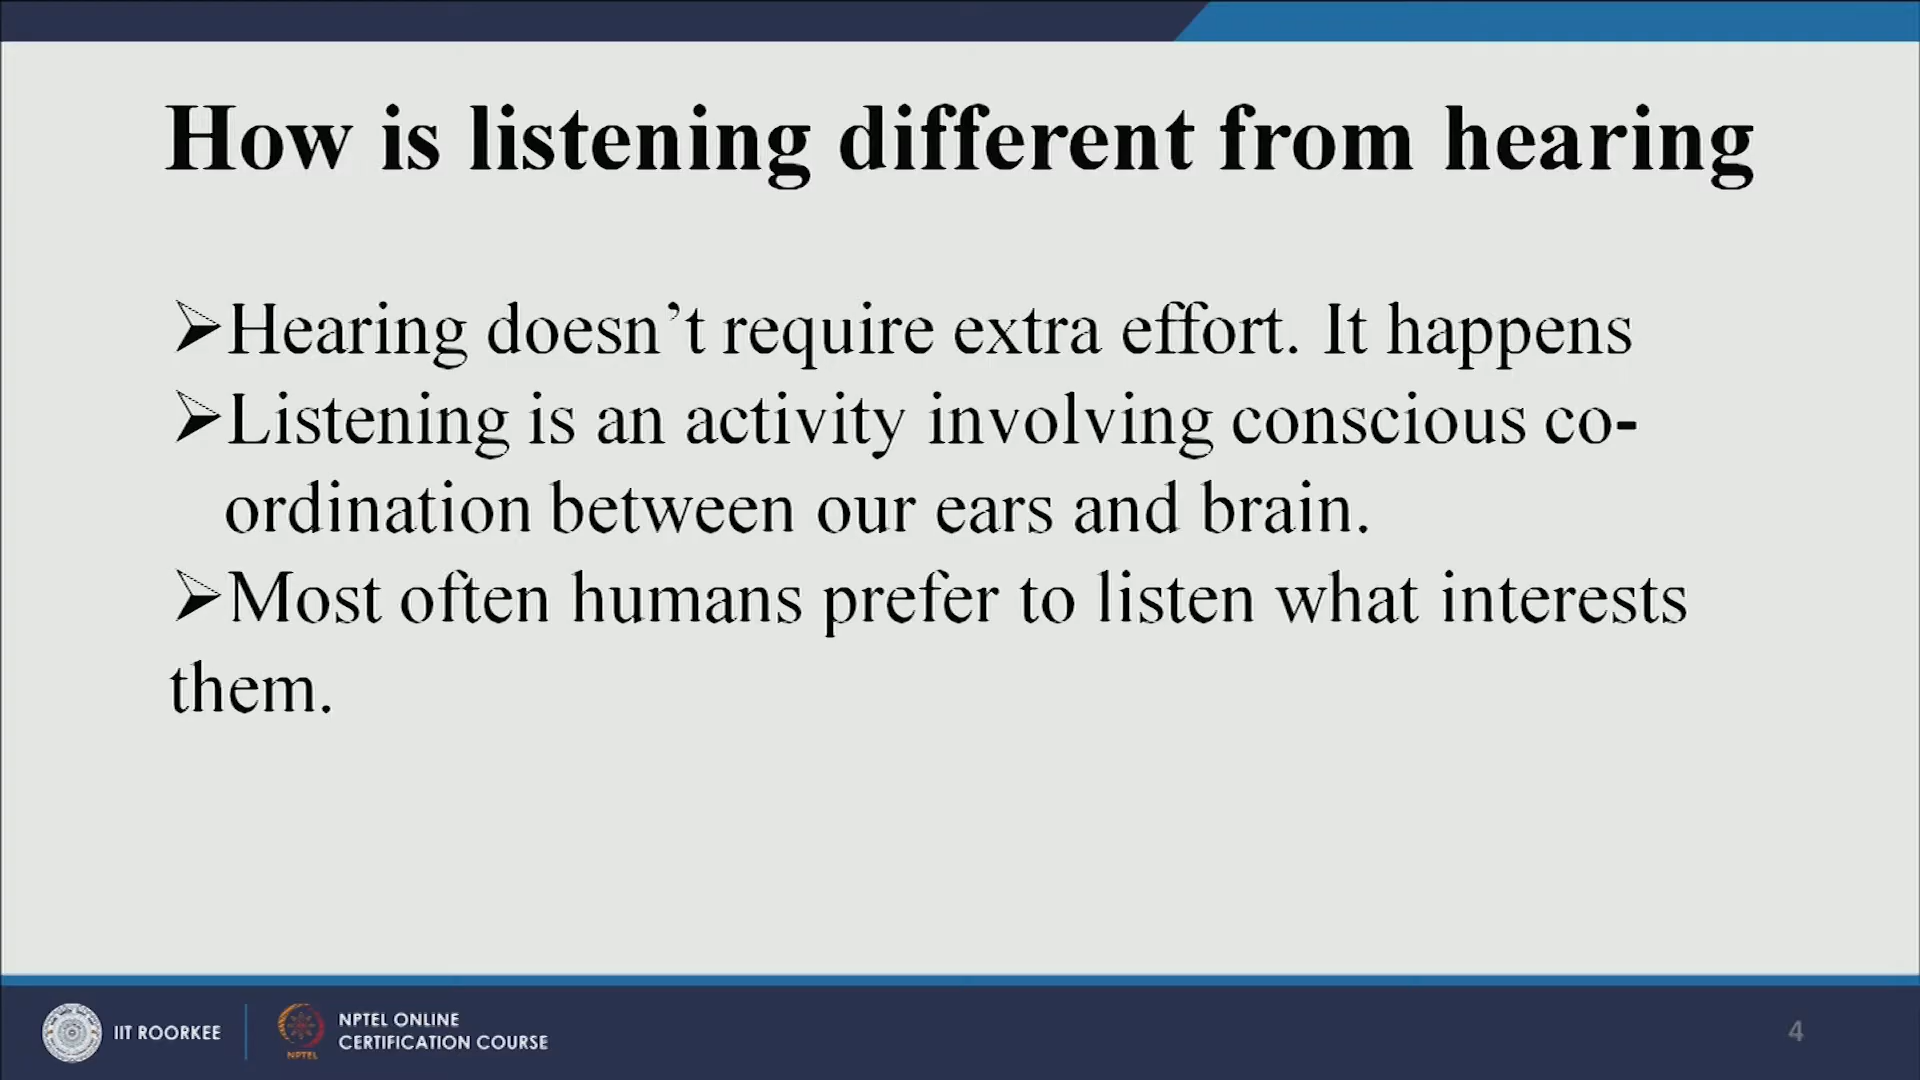 How is listening different from hearing
➢Hearing doesn’t require extra effort. It happens
➢Listening is an activity involving conscious co-
ordination between our ears and brain.
➢Most often humans prefer to listen what interests
them.
IIT ROORKEE
NPTEL
NPTEL ONLINE
CERTIFICATION COURSE
4